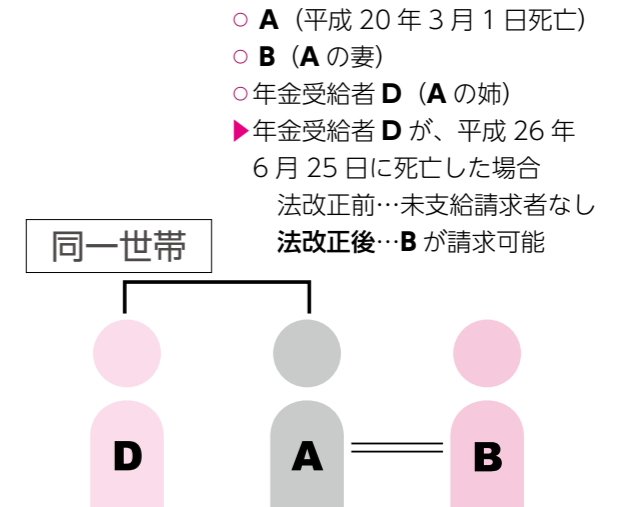 ○ A（平成 20 年 3 月 1 日死亡）
○ B（A の妻）
○年金受給者 D（A の姉）
▶年金受給者 D が、平成 26 年
6 月 25 日に死亡した場合
法改正前…未支給請求者なし
法改正後…B が請求可能
同一世帯
D A B